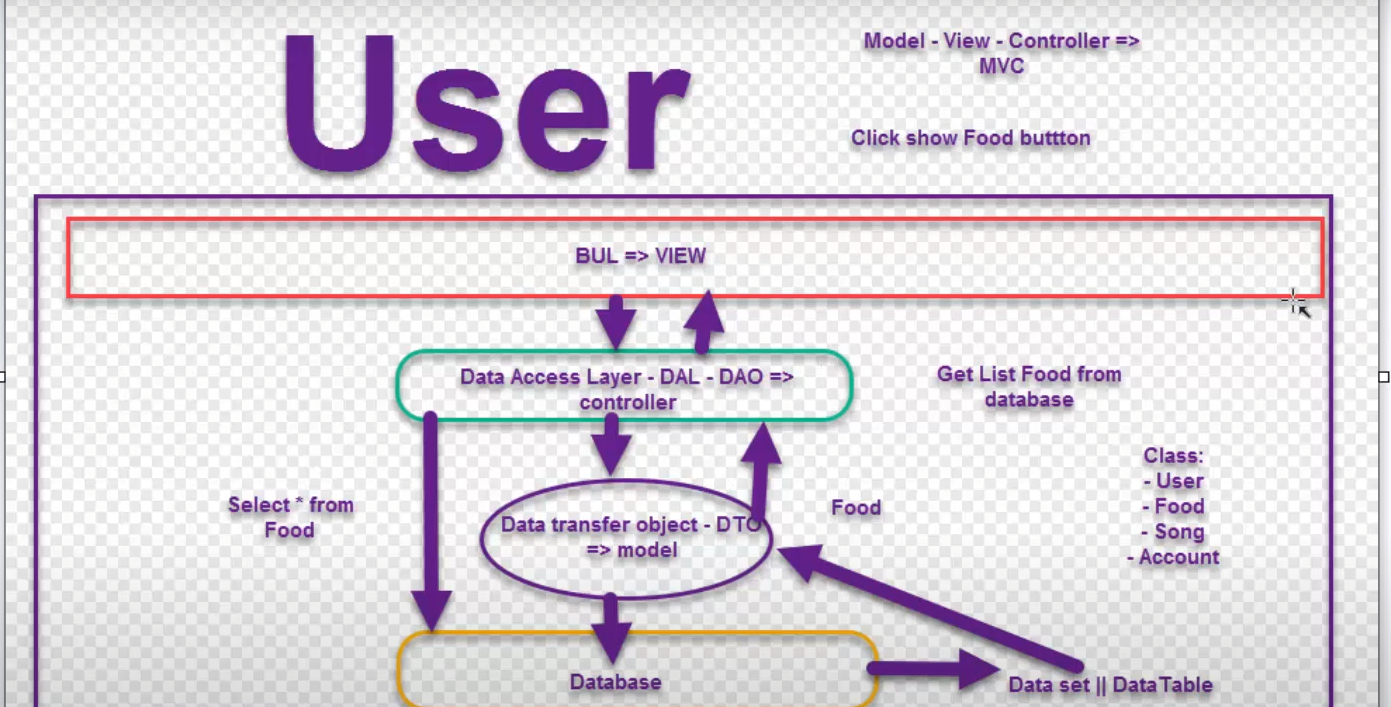 User
Model - View - Controller =>
MVC
Click show Food buttton
BUL => VIEW
Data Access Layer - DAL - DAO =>
controller
Get List Food from
database
Class:
- User
- Food
- Song
- Account
Select * from
Food
Data transfer object - DTO
=> model
Food
Database
Data set || DataTable